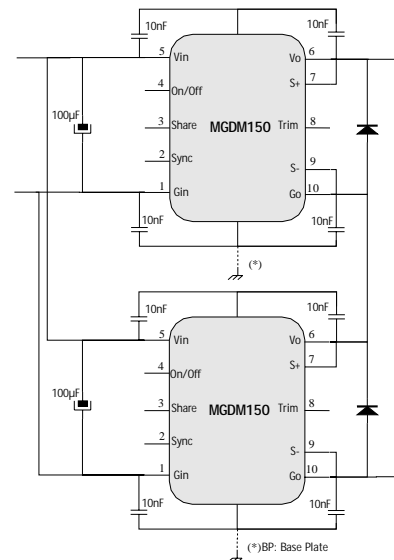 10nF 10nF
5 Vin Vo 6
4 On/Off S+ 7
100µF 3 Share MGDM150 Trim 8
2 Sync S- 9
1 Gin Go 10
10nF 10nF
(*)
10nF 10nF
5 Vin Vo 6
4 On/Off S+ 7
100µF 3 Share MGDM150 Trim 8
2 Sync S- 9
1 Gin Go 10
10nF 10nF
(*)BP: Base Plate